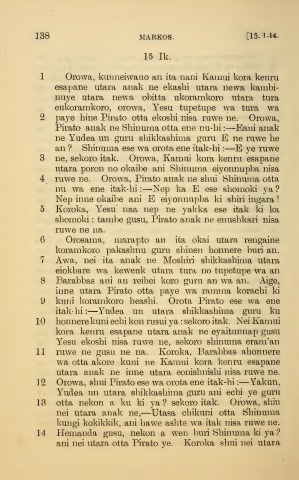 138 MARKOS. [15. 1-14.
15 Ik.
1 Orowa, kunneiwano an ita nani Kamui kora kenru
esapane utara anak ne ekashi utara newa kambi-
nuye utara newa obitta ukoramkoro utara tura
eukoramkoro, orowa, Yesu tupetupe wa tura wa
2 paye hine Pirato otta ekoshi nisa ruwe ne. Orowa,
Pirato anak ne Shinuma otta ene nu-hi:—Eani anak
ne Yudea un guru shikkashima guru E ne ruwe he
an? Shinuma ese wa orota ene itak-hi:—E ye ruwe
3 ne, sekoro itak. Orowa, Kamui kora kenru esapane
utara poron no okaibe ani Shinuma eiyonnupba nisa
4 ruwe ne. Orowa, Pirato anak ne shui Shinuma otta
nu wa ene itak-hi:—Nep ka E ese shomoki ya?
Nep inne okaibe ani E eiyonnupba ki shiri ingara!
5 Koroka, Yesu naa nep ne yakka ese itak ki ka
shomoki: tambe gusu, Pirato anak ne enushkari nisa
ruwe ne na.
6 Orosama, marapto an ita okai utara rengaine
koramkoro pakashnu guru shinen honnere buri an.
7 Awa, nei ita anak ne Moshiri shikkashima utara
eiokbare wa keweuk utara tura no tupetupe wa an
8 Barabbas ani an reihei koro guru an wa an. Aige,
inne utara Pirato otta paye wa ramma korachi ki
9 kuni koramkoro heashi. Orota Pirato ese wa ene
itak-hi:—Yudea un utara shikkashima guru ku
10 honnere kuni echi kon rusui ya: sekoro itak. Nei Kamui
kora kenru esapane utara anak ne eyaitunnap gusu
Yesu ekoshi nisa ruwe ne, sekoro shinuma eram'an
11 ruwe ne gusu ne na. Koroka, Barabbas ahonnere
wa otta akore kuni ne Kamui kora kenru esapane
utara anak ne inne utara eonishnishi nisa ruwe ne.
12 Orowa, shui Pirato ese wa orota ene itak-hi:—Yakun,
Yudea un utara shikkashima guru ani echi ye guru
13 otta nekon a ku ki ya? sekoro itak. Orowa, shiu
nei utara anak ne,—Utasa chikuni otta Shinuma
kungi kokikkik, ani hawe ashte wa itak nisa ruwe ne.
14 Hemanda gusu, nekon a wen buri Shinuma ki ya?
ani nei utara otta Pirato ye. Koroka shui nei utara